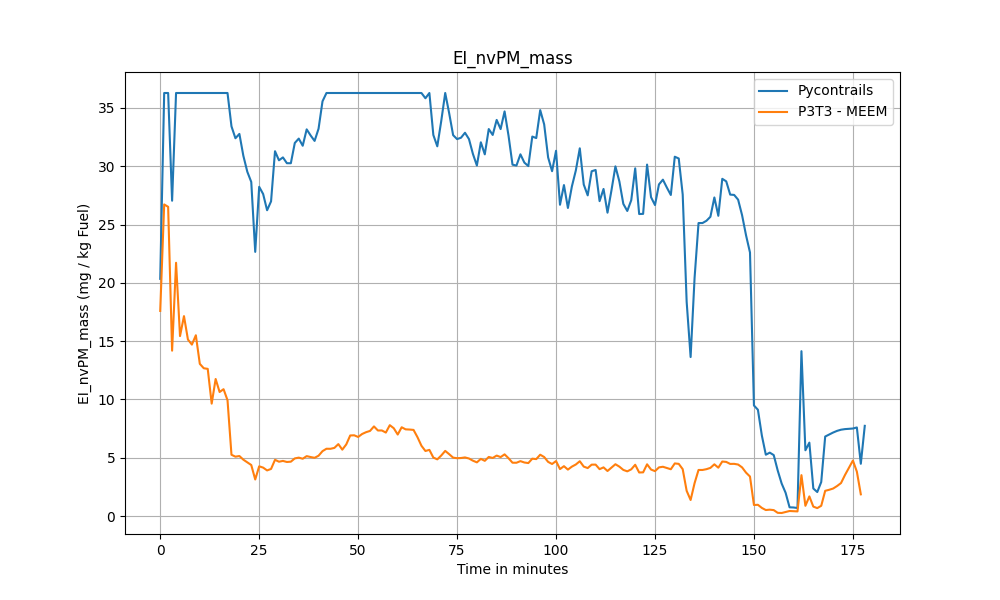 EI_nvPM_mass
Pycontrails
P3T3 - MEEM
EI_nvPM_mass (mg / kg Fuel)
35
30
25
20
15
10
5
0
0 25 50 75 100 125 150 175
Time in minutes